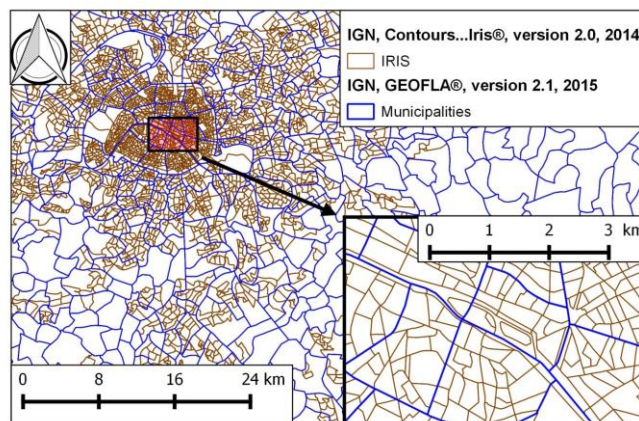 IGN, Contours...Iris®, version 2.0, 2014
IRIS
IGN, GEOFLA®, version 2.1, 2015
Municipalities
0 1 2 3 km
0 8 16 24 km